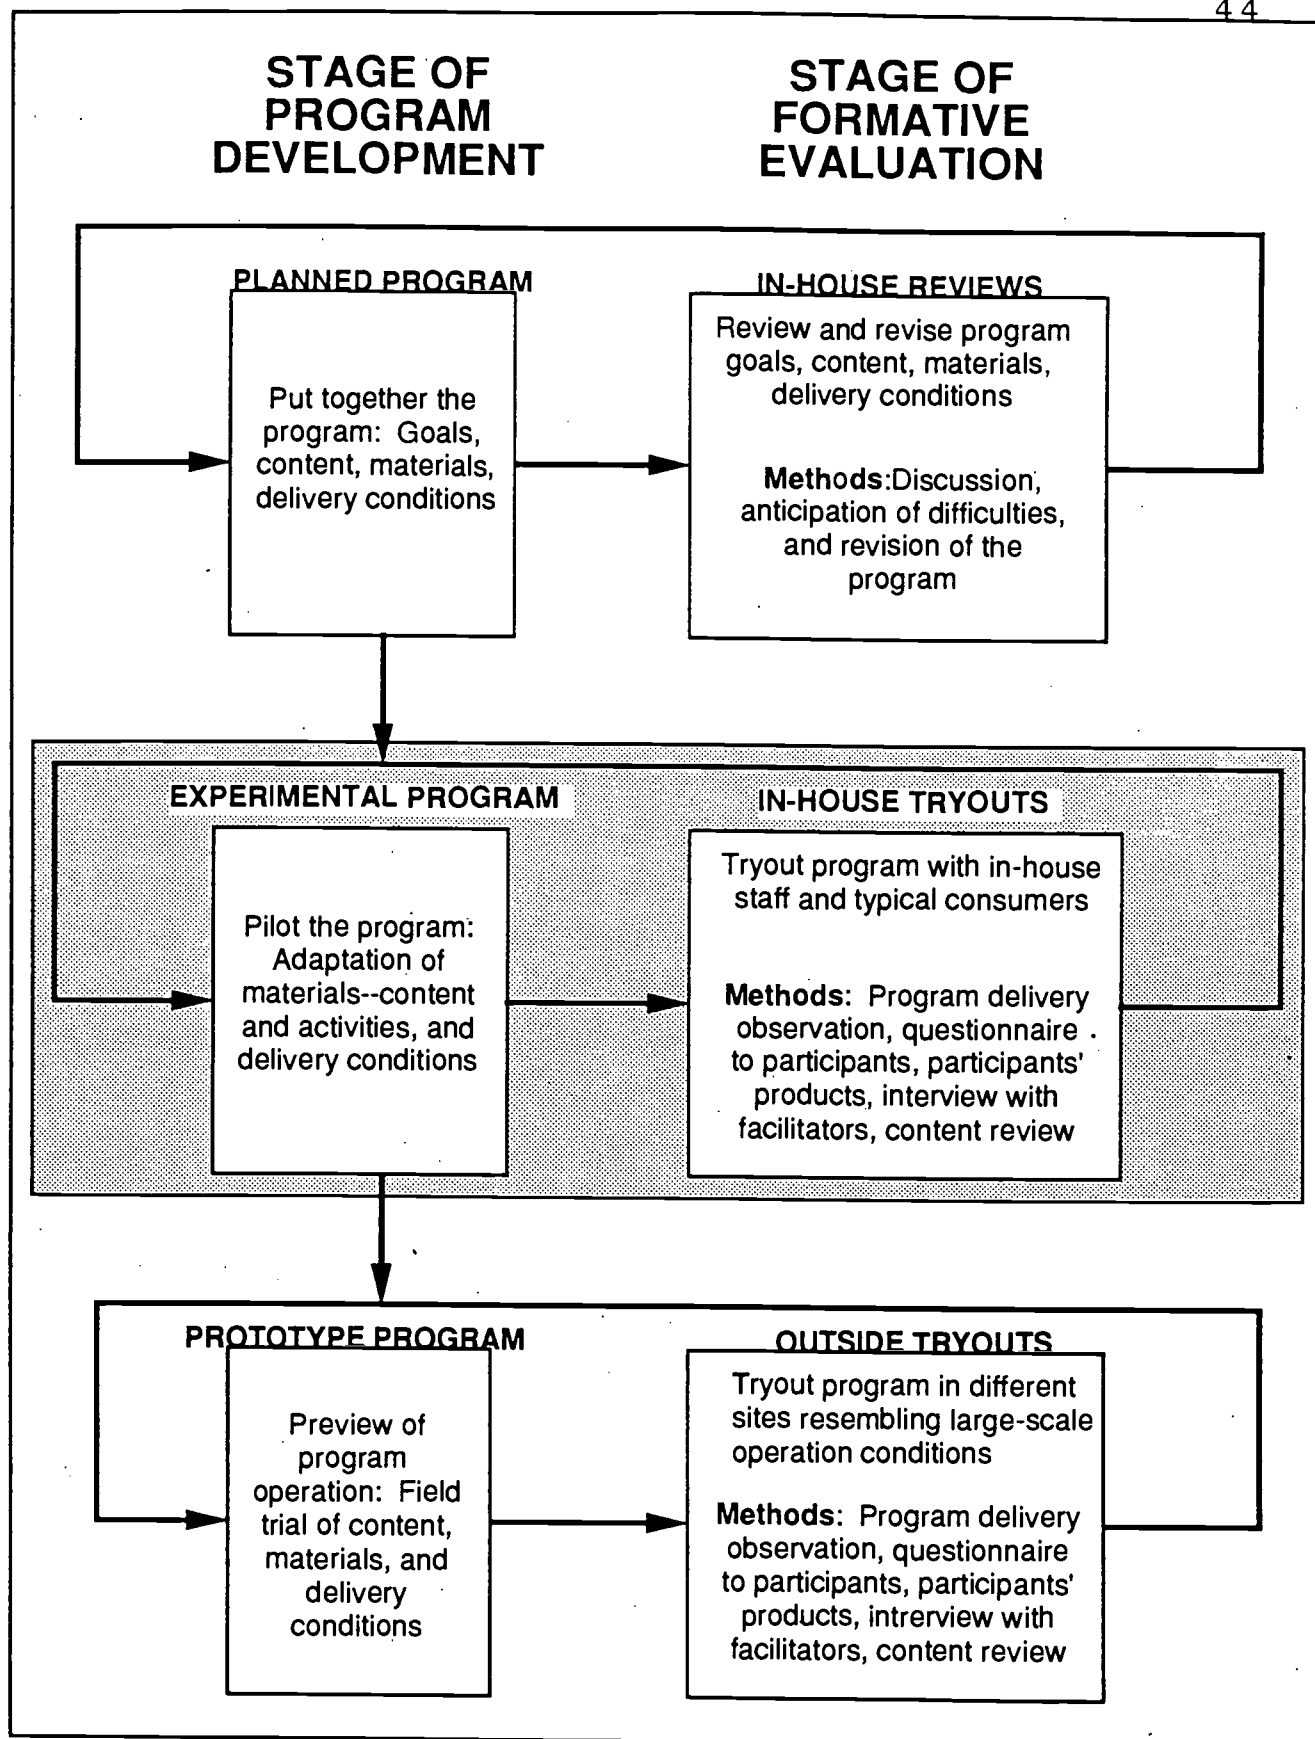 44
STAGE OF
PROGRAM
DEVELOPMENT
STAGE OF
FORMATIVE
EVALUATION
PLANNED PROGRAM
Put together the
program: Goals,
content, materials,
delivery conditions
IN-HOUSE REVIEWS
Review and revise program
goals, content, materials,
delivery conditions
Methods:Discussion,
anticipation of difficulties,
and revision of the
program
EXPERIMENTAL PROGRAM
Pilot the program:
Adaptation of
materials--content
and activities, and
delivery conditions
IN-HOUSE TRYOUTS
Tryout program with in-house
staff and typical consumers
Methods: Program delivery
observation, questionnaire
to participants, participants'
products, interview with
facilitators, content review
PROTOTYPE PROGRAM
Preview of
program
operation: Field
trial of content,
materials, and
delivery
conditions
OUTSIDE TRYOUTS
Tryout program in different
sites resembling large-scale
operation conditions
Methods: Program delivery
observation, questionnaire
to participants, participants'
products, intrerview with
facilitators, content review